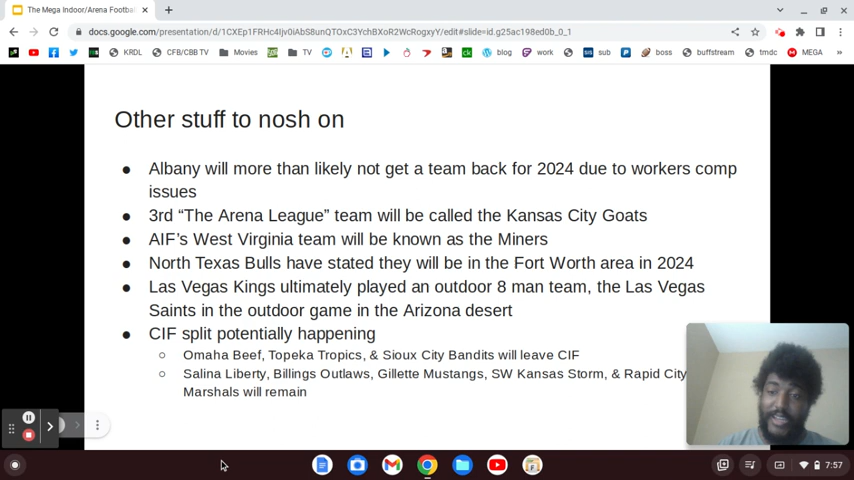 The Mega Indoor/Arena Footbal
docs.google.com/presentation/d/1CXEp1FRHc4Ijv0iAbS8unQTOxC3YchBXoR2WcRogxyY/edit#slide=id.g25ac198ed0b_0_1
KRDL CFB/CBB TV Movies TV blog work sub boss buffstream tmdc MEGA »
Other stuff to nosh on
● Albany will more than likely not get a team back for 2024 due to workers comp
issues
● 3rd “The Arena League” team will be called the Kansas City Goats
● AIF’s West Virginia team will be known as the Miners
● North Texas Bulls have stated they will be in the Fort Worth area in 2024
● Las Vegas Kings ultimately played an outdoor 8 man team, the Las Vegas
Saints in the outdoor game in the Arizona desert
● CIF split potentially happening
○ Omaha Beef, Topeka Tropics, & Sioux City Bandits will leave CIF
○ Salina Liberty, Billings Outlaws, Gillette Mustangs, SW Kansas Storm, & Rapid City
Marshals will remain
7:57